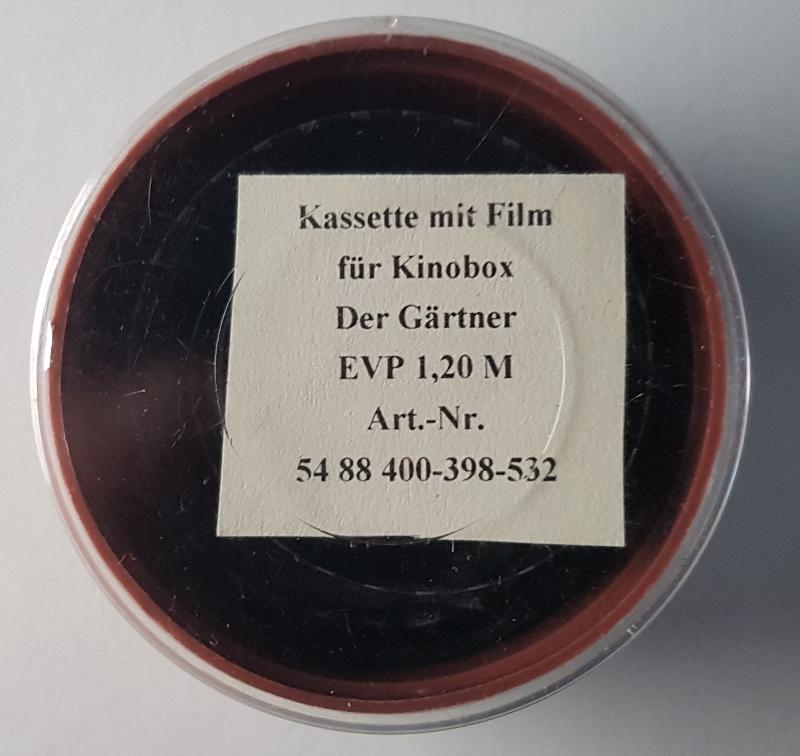 Kassette mit Film
für Kinobox
Der Gärtner
EVP 1,20 M
Art.-Nr.
54 88 400-398-532